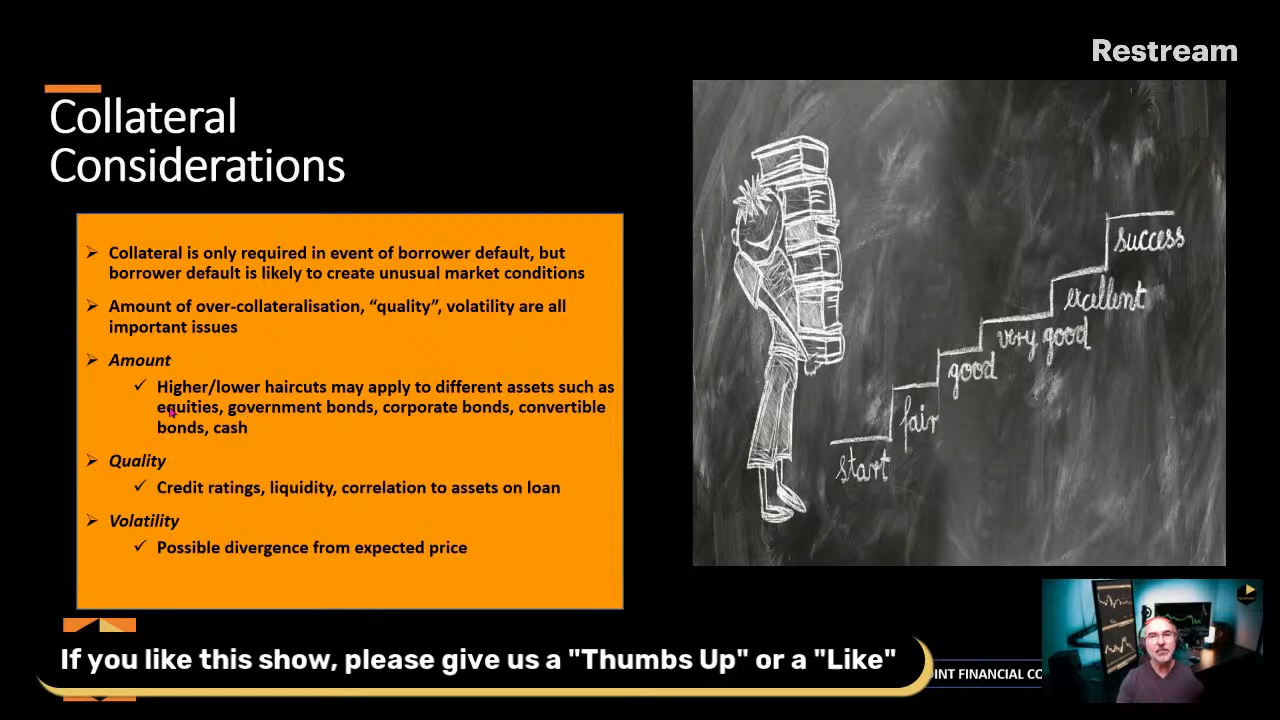 Restream
Collateral
Considerations
Collateral is only required in event of borrower default, but
borrower default is likely to create unusual market conditions
Amount of over-collateralisation, “quality”, volatility are all
important issues
Amount
Higher/lower haircuts may apply to different assets such as
equities, government bonds, corporate bonds, convertible
bonds, cash
Quality
Credit ratings, liquidity, correlation to assets on loan
Volatility
Possible divergence from expected price
success
excellent
very good
good
fair
start
If you like this show, please give us a "Thumbs Up" or a "Like"
OINT FINANCIAL CO